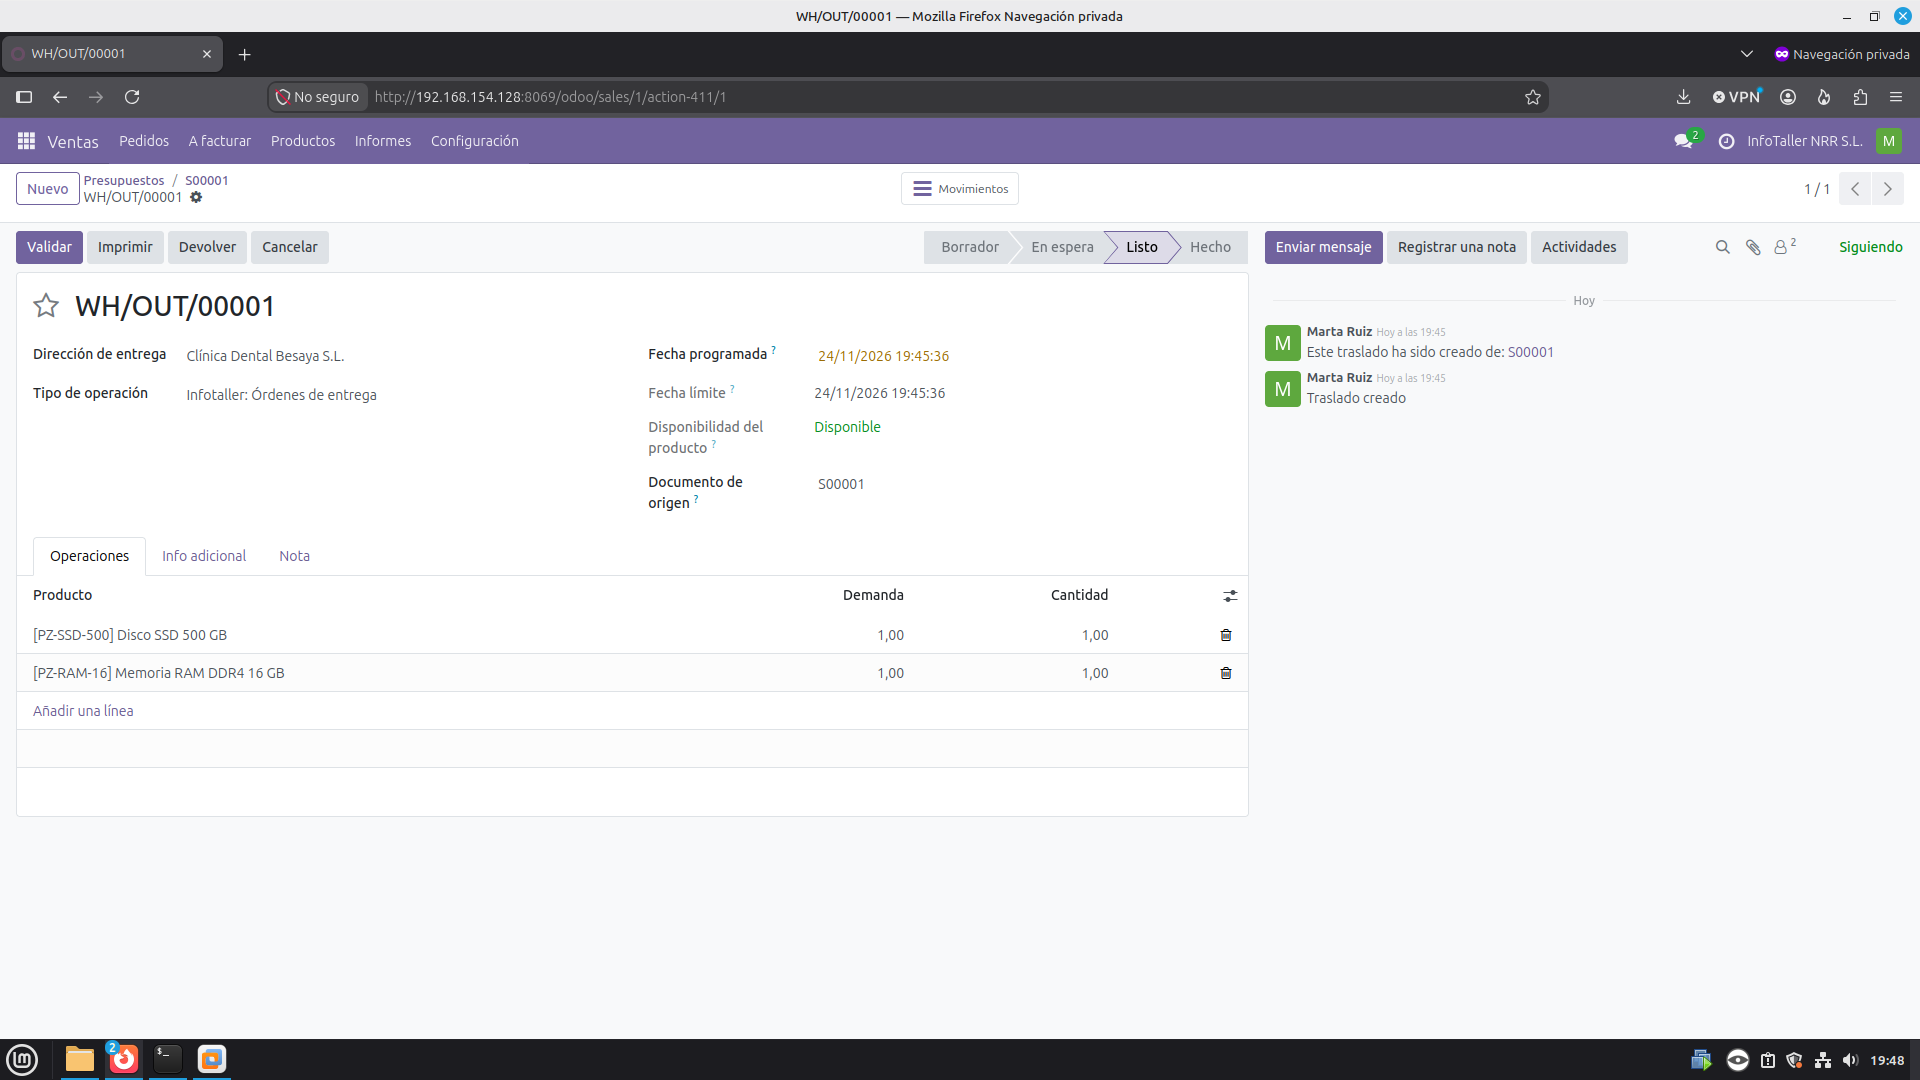 WH/OUT/00001 — Mozilla Firefox Navegación privada
WH/OUT/00001
Navegación privada
No seguro
http://192.168.154.128:8069/odoo/sales/1/action-411/1
VPN
Ventas
Pedidos
A facturar
Productos
Informes
Configuración
2
InfoTaller NRR S.L.
M
Nuevo
Presupuestos / S00001
WH/OUT/00001
Movimientos
1 / 1
Validar
Imprimir
Devolver
Cancelar
Borrador
En espera
Listo
Hecho
Enviar mensaje
Registrar una nota
Actividades
2
Siguiendo
WH/OUT/00001
Dirección de entrega
Clínica Dental Besaya S.L.
Tipo de operación
Infotaller: Órdenes de entrega
Fecha programada ?
24/11/2026 19:45:36
Fecha límite ?
24/11/2026 19:45:36
Disponibilidad del
producto ?
Disponible
Documento de
origen ?
S00001
Hoy
M
Marta Ruiz Hoy a las 19:45
Este traslado ha sido creado de: S00001
M
Marta Ruiz Hoy a las 19:45
Traslado creado
Operaciones
Info adicional
Nota
Producto
Demanda
Cantidad
[PZ-SSD-500] Disco SSD 500 GB
1,00
1,00
[PZ-RAM-16] Memoria RAM DDR4 16 GB
1,00
1,00
Añadir una línea
2
19:48